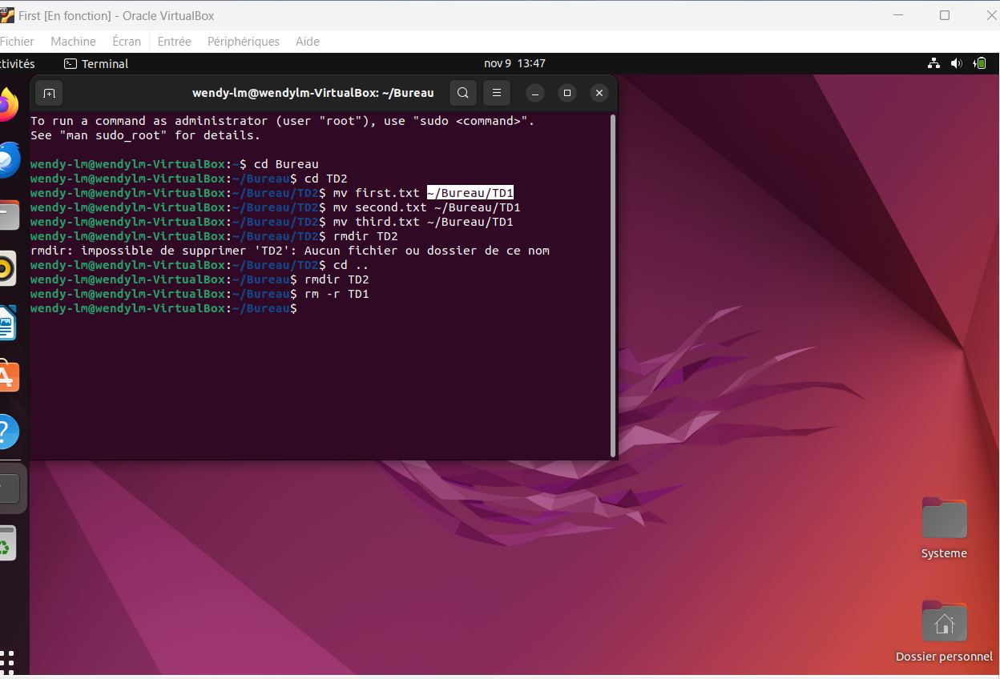 First [En fonction] - Oracle VirtualBox
Fichier Machine Écran Entrée Périphériques Aide
tivités Terminal nov 9 13:47
wendy-lm@wendylm-VirtualBox: ~/Bureau
To run a command as administrator (user "root"), use "sudo <command>".
See "man sudo_root" for details.
wendy-lm@wendylm-VirtualBox:~$ cd Bureau
wendy-lm@wendylm-VirtualBox:~/Bureau$ cd TD2
wendy-lm@wendylm-VirtualBox:~/Bureau/TD2$ mv first.txt ~/Bureau/TD1
wendy-lm@wendylm-VirtualBox:~/Bureau/TD2$ mv second.txt ~/Bureau/TD1
wendy-lm@wendylm-VirtualBox:~/Bureau/TD2$ mv third.txt ~/Bureau/TD1
wendy-lm@wendylm-VirtualBox:~/Bureau/TD2$ rmdir TD2
rmdir: impossible de supprimer 'TD2': Aucun fichier ou dossier de ce nom
wendy-lm@wendylm-VirtualBox:~/Bureau/TD2$ cd ..
wendy-lm@wendylm-VirtualBox:~/Bureau$ rmdir TD2
wendy-lm@wendylm-VirtualBox:~/Bureau$ rm -r TD1
wendy-lm@wendylm-VirtualBox:~/Bureau$
Systeme
Dossier personnel